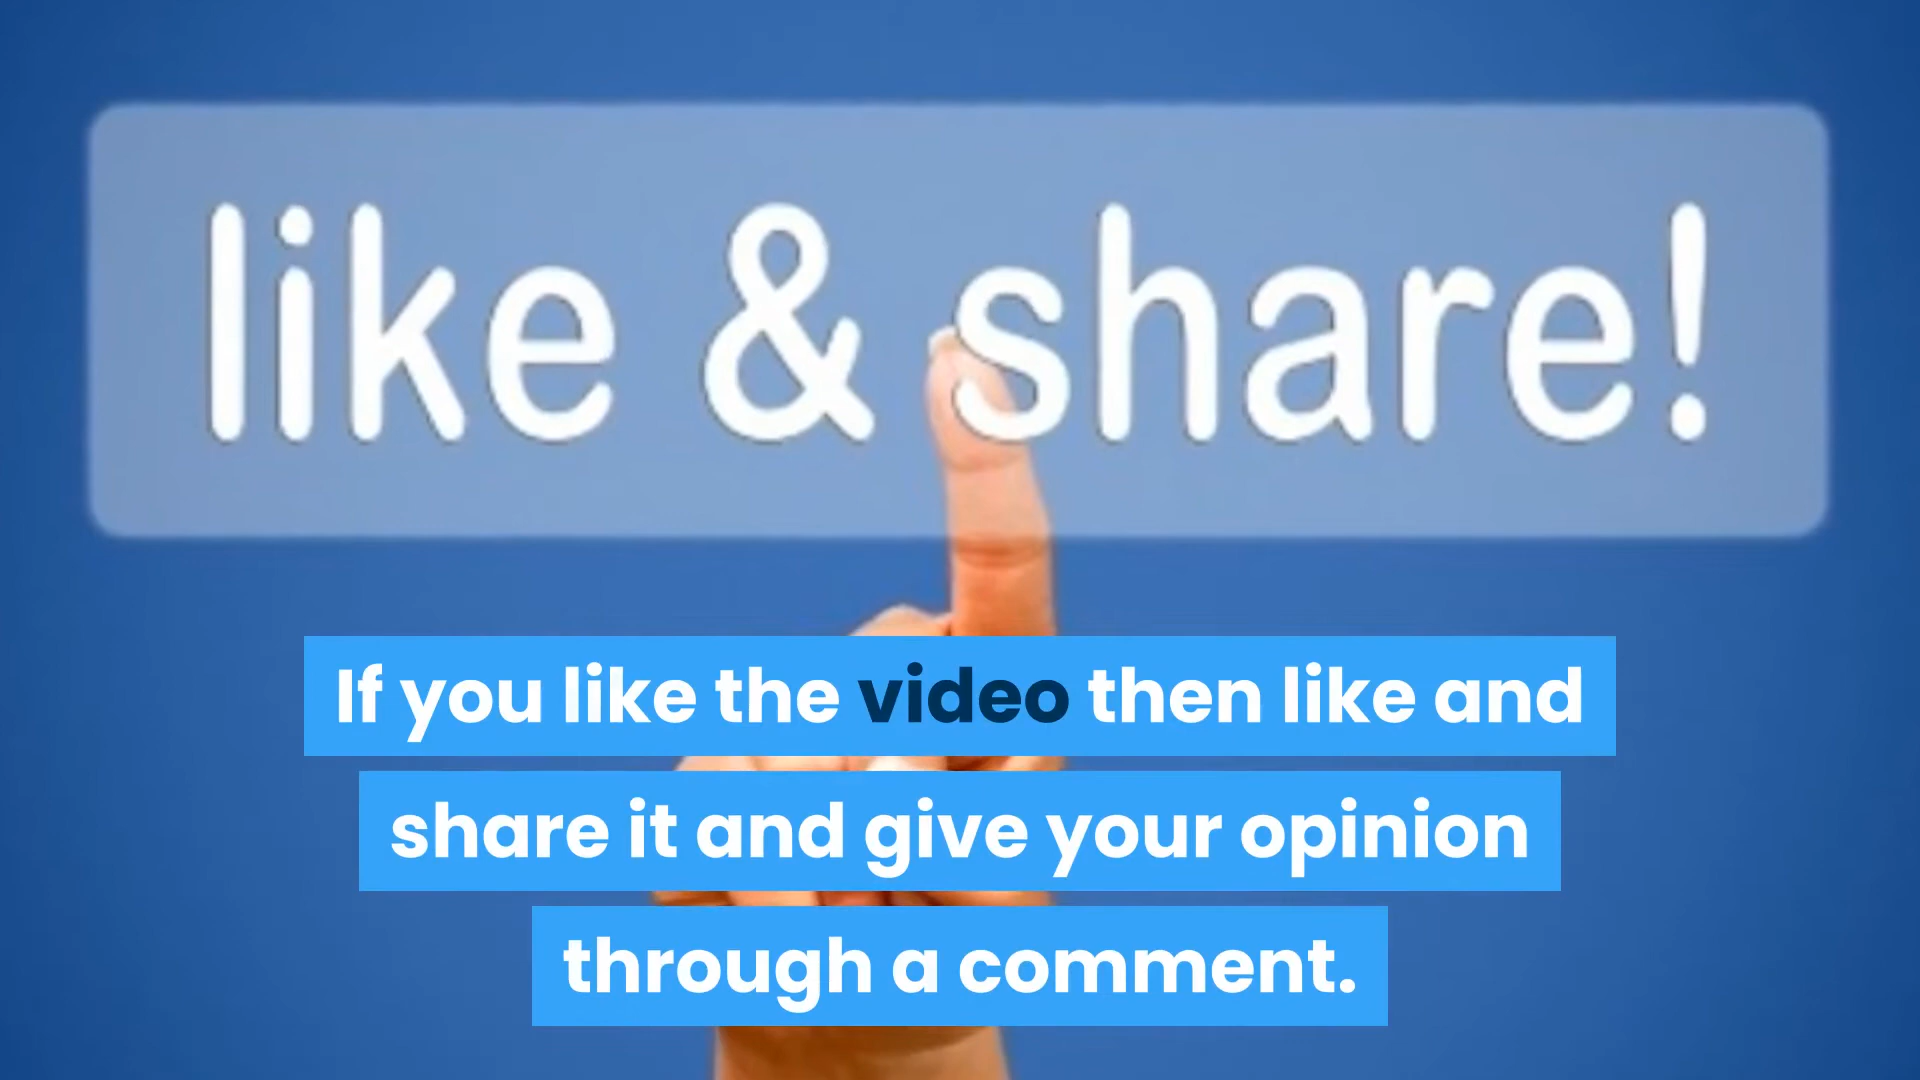 like & share!
If you like the video then like and
share it and give your opinion
through a comment.